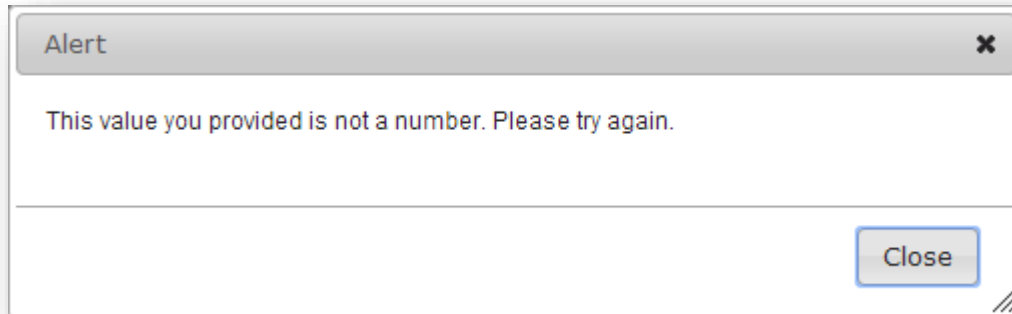 Alert
This value you provided is not a number. Please try again.
Close